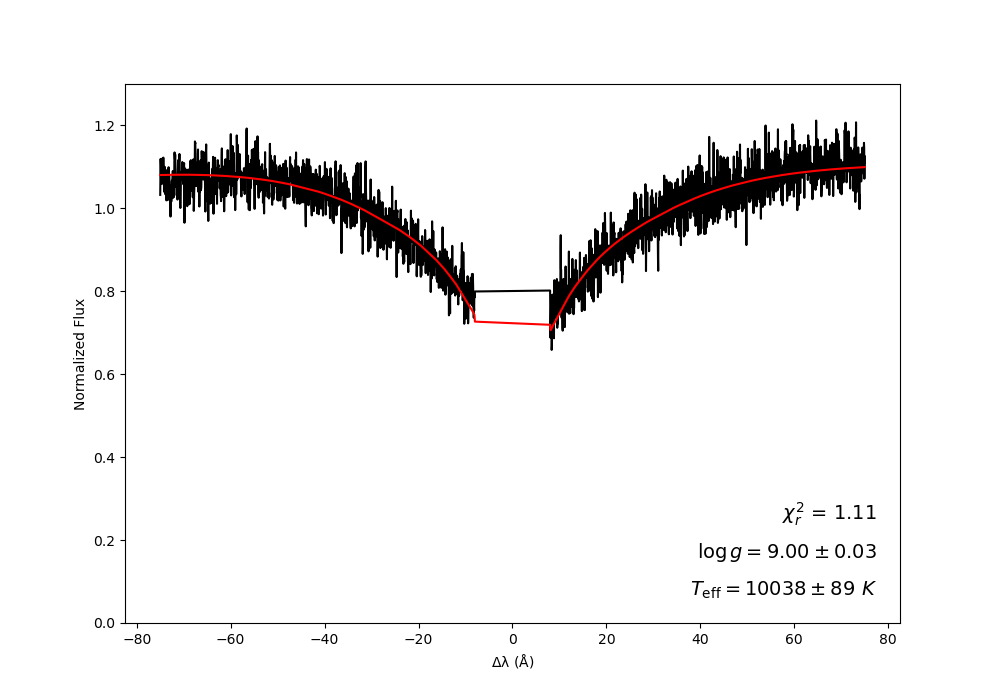 1.2
1.0
0.8
0.6
0.4
0.2
0.0
Normalized Flux
χ²ᵣ = 1.11
log g = 9.00 ± 0.03
T_eff = 10038 ± 89 K
−80 −60 −40 −20 0 20 40 60 80
Δλ (Å)